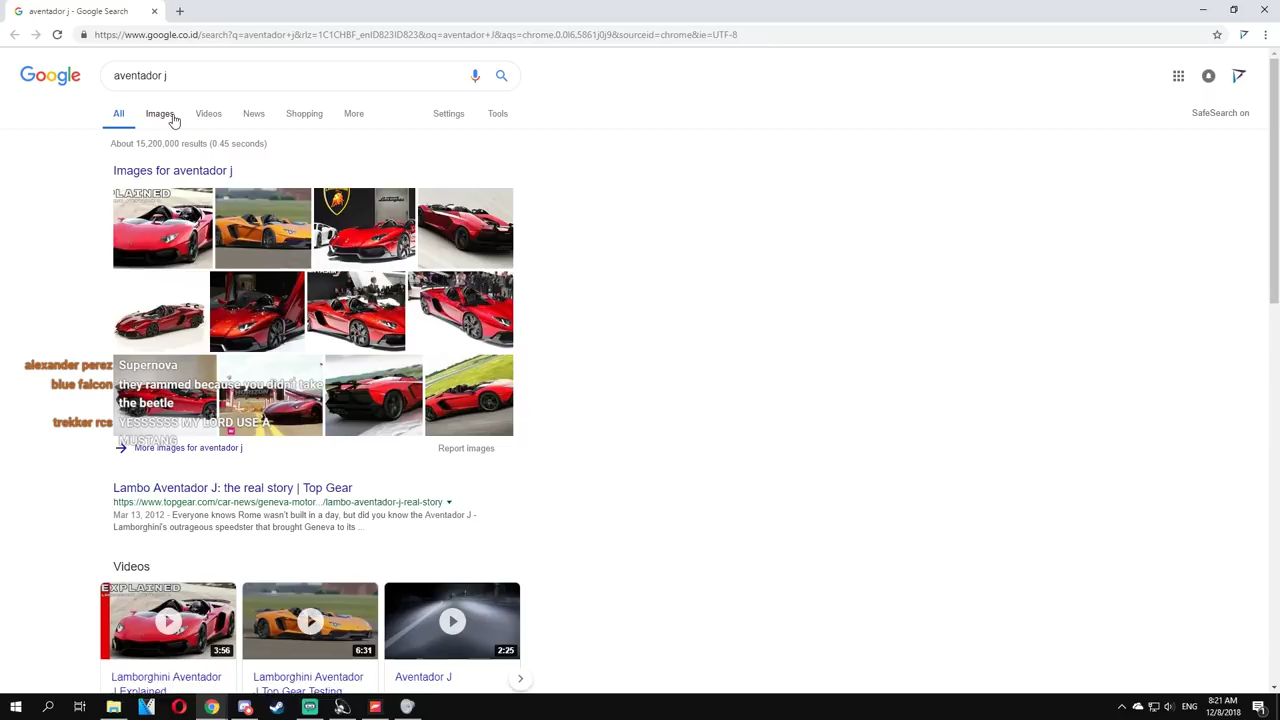 aventador j - Google Search
https://www.google.co.id/search?q=aventador+j&rlz=1C1CHBF_enID823ID823&oq=aventador+J&aqs=chrome.0.0l6.5861j0j9&sourceid=chrome&ie=UTF-8
Google
aventador j
All Images Videos News Shopping More Settings Tools
SafeSearch on
About 15,200,000 results (0.45 seconds)
Images for aventador j
PLAINED
alexander perez Supernova
blue falcon they rammed because you didn't take
the beetle
trekker rcs YESSSSSS MY LORD USE A
MUSTANG
More images for aventador j
Report images
Lambo Aventador J: the real story | Top Gear
https://www.topgear.com/car-news/geneva-motor.../lambo-aventador-j-real-story
Mar 13, 2012 - Everyone knows Rome wasn't built in a day, but did you know the Aventador J -
Lamborghini's outrageous speedster that brought Geneva to its ...
Videos
EXPLAINED
3:56
6:31
2:25
Lamborghini Aventador
J Explained
Lamborghini Aventador
J Top Gear Testing
Aventador J
8:21 AM
12/8/2018